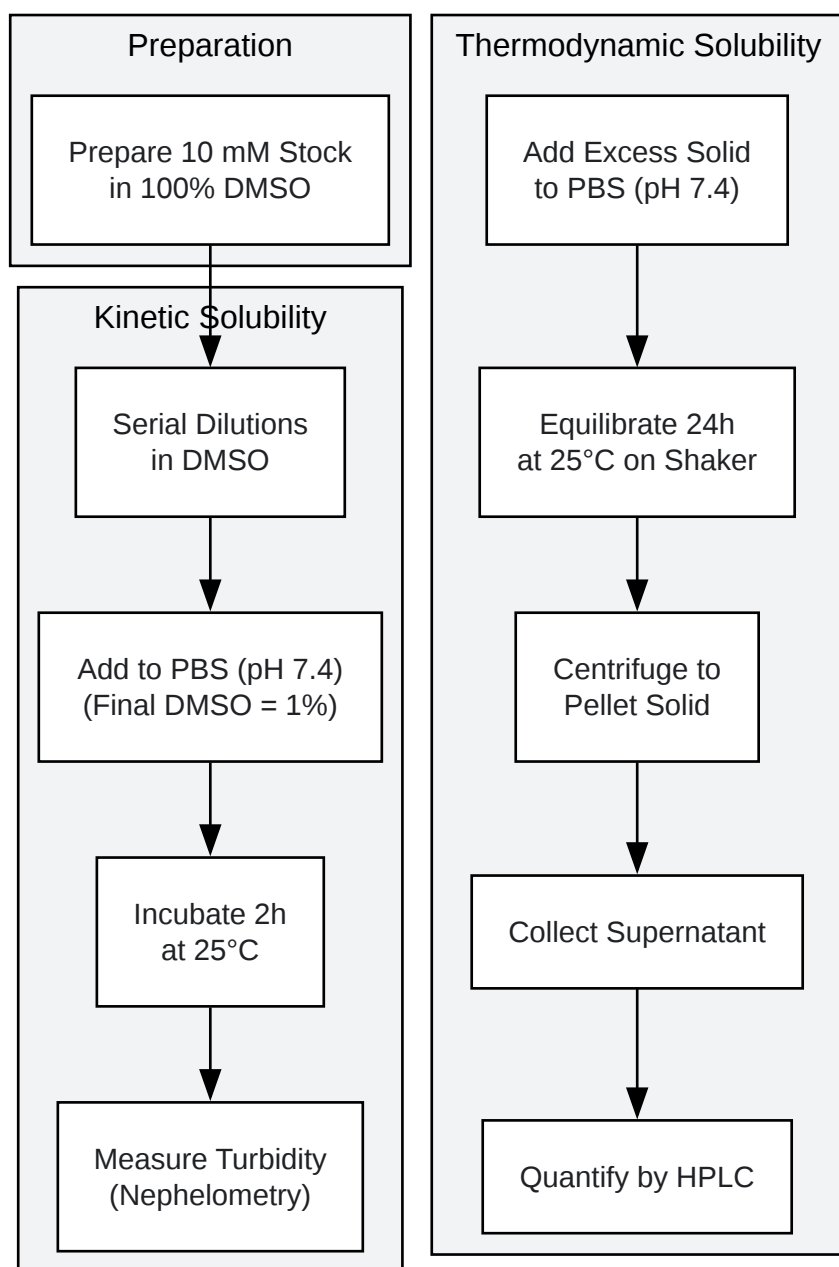 Preparation
Prepare 10 mM Stock
in 100% DMSO
Kinetic Solubility
Serial Dilutions
in DMSO
Add to PBS (pH 7.4)
(Final DMSO = 1%)
Incubate 2h
at 25°C
Measure Turbidity
(Nephelometry)
Thermodynamic Solubility
Add Excess Solid
to PBS (pH 7.4)
Equilibrate 24h
at 25°C on Shaker
Centrifuge to
Pellet Solid
Collect Supernatant
Quantify by HPLC